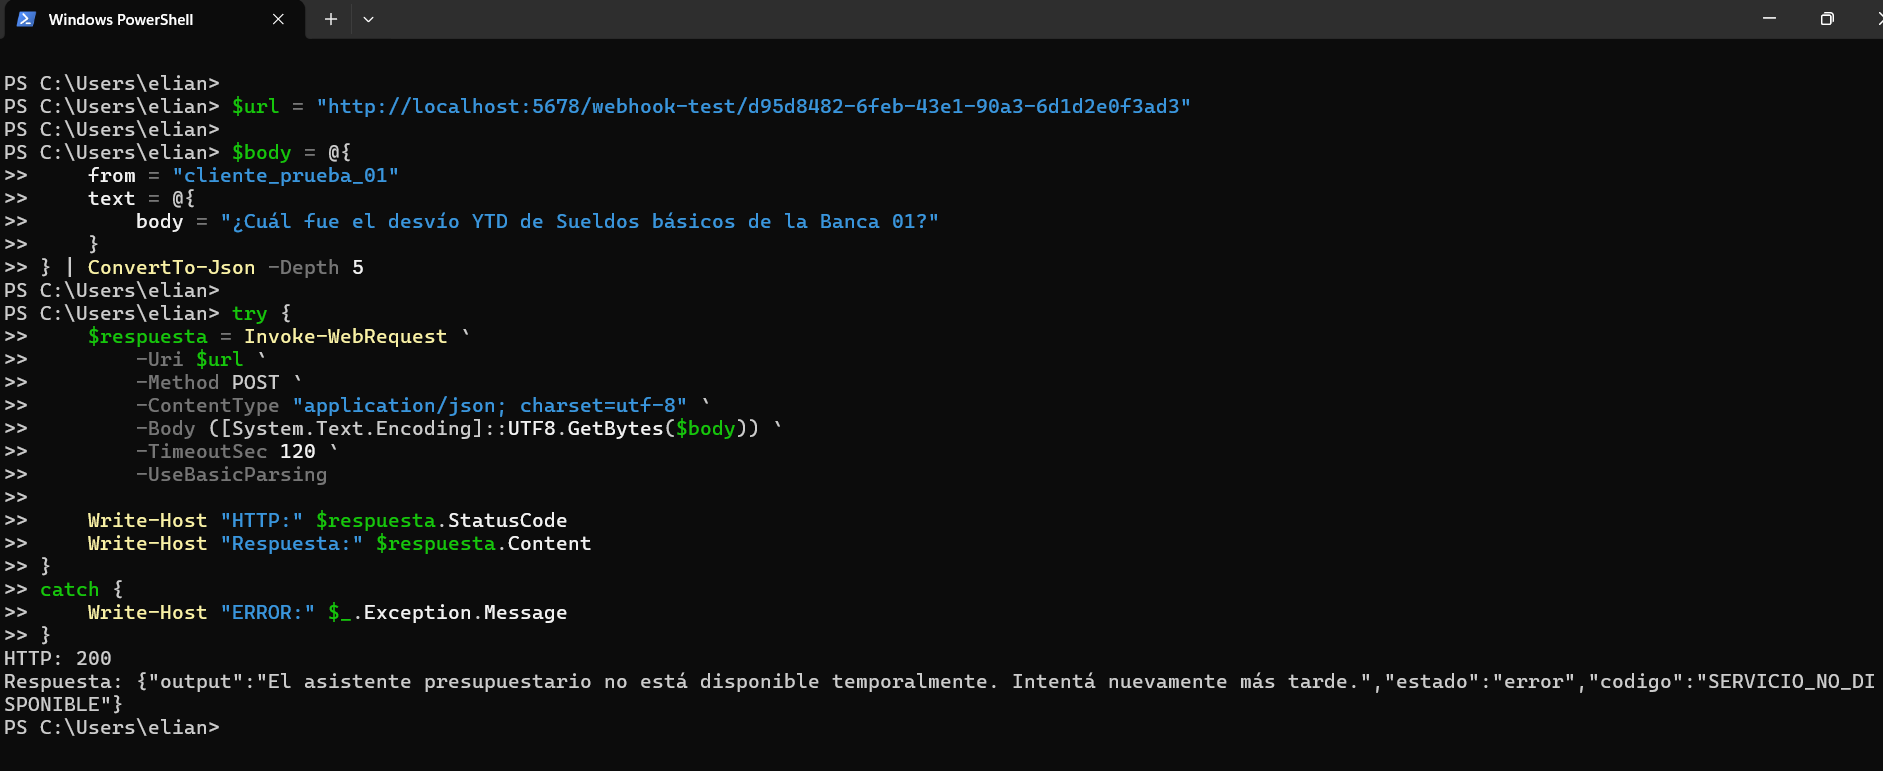 Windows PowerShell
PS C:\Users\elian>
PS C:\Users\elian> $url = "http://localhost:5678/webhook-test/d95d8482-6feb-43e1-90a3-6d1d2e0f3ad3"
PS C:\Users\elian>
PS C:\Users\elian> $body = @{
>>     from = "cliente_prueba_01"
>>     text = @{
>>         body = "¿Cuál fue el desvío YTD de Sueldos básicos de la Banca 01?"
>>     }
>> } | ConvertTo-Json -Depth 5
PS C:\Users\elian>
PS C:\Users\elian> try {
>>     $respuesta = Invoke-WebRequest `
>>         -Uri $url `
>>         -Method POST `
>>         -ContentType "application/json; charset=utf-8" `
>>         -Body ([System.Text.Encoding]::UTF8.GetBytes($body)) `
>>         -TimeoutSec 120 `
>>         -UseBasicParsing
>>
>>     Write-Host "HTTP:" $respuesta.StatusCode
>>     Write-Host "Respuesta:" $respuesta.Content
>> }
>> catch {
>>     Write-Host "ERROR:" $_.Exception.Message
>> }
HTTP: 200
Respuesta: {"output":"El asistente presupuestario no está disponible temporalmente. Intentá nuevamente más tarde.","estado":"error","codigo":"SERVICIO_NO_DI
SPONIBLE"}
PS C:\Users\elian>